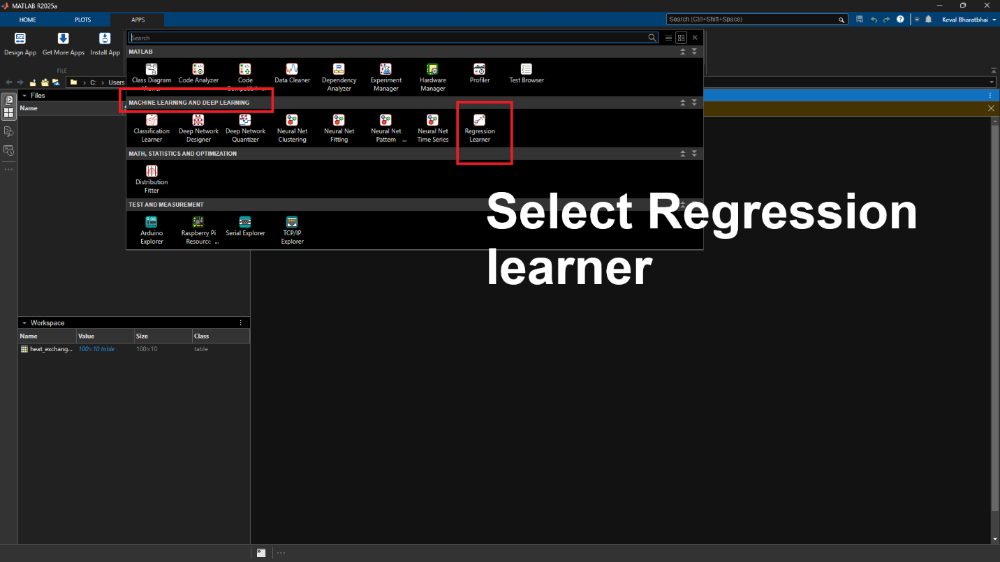 MATLAB R2025a
HOME PLOTS APPS
Search (Ctrl+Shift+Space)
Keval Bharatbhai
Design App Get More Apps Install App
FILE
Search
MATLAB
Class Diagram
Code Analyzer
Code
Data Cleaner
Dependency
Analyzer
Experiment
Manager
Hardware
Manager
Profiler
Test Browser
C: Users
Files
Name
MACHINE LEARNING AND DEEP LEARNING
Classification
Learner
Deep Network
Designer
Deep Network
Quantizer
Neural Net
Clustering
Neural Net
Fitting
Neural Net
Pattern ...
Neural Net
Time Series
Regression
Learner
MATH, STATISTICS AND OPTIMIZATION
Distribution
Fitter
TEST AND MEASUREMENT
Arduino
Explorer
Raspberry Pi
Resource ...
Serial Explorer
TCP/IP
Explorer
Select Regression
learner
Workspace
Name Value Size Class
heat_exchang... 100×10 table 100×10 table